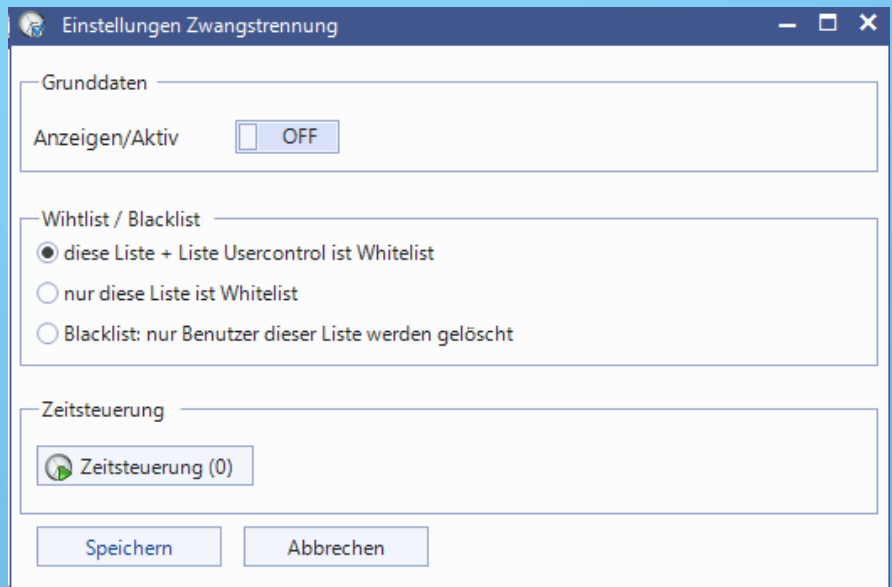 Einstellungen Zwangstrennung
Grunddaten
Anzeigen/Aktiv OFF
Wihtlist / Blacklist
diese Liste + Liste Usercontrol ist Whitelist
nur diese Liste ist Whitelist
Blacklist: nur Benutzer dieser Liste werden gelöscht
Zeitsteuerung
Zeitsteuerung (0)
Speichern Abbrechen